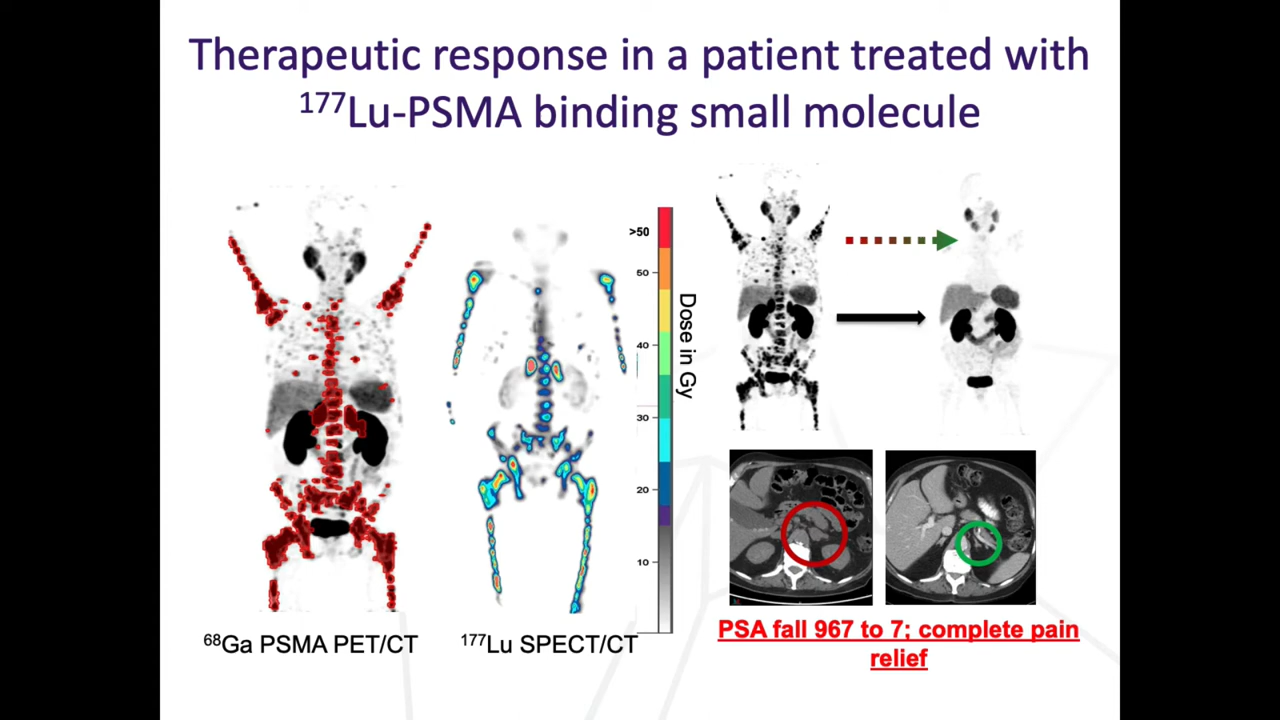 Therapeutic response in a patient treated with
¹⁷⁷Lu-PSMA binding small molecule
>50
50
40
30
20
10
Dose in Gy
⁶⁸Ga PSMA PET/CT
¹⁷⁷Lu SPECT/CT
PSA fall 967 to 7; complete pain
relief